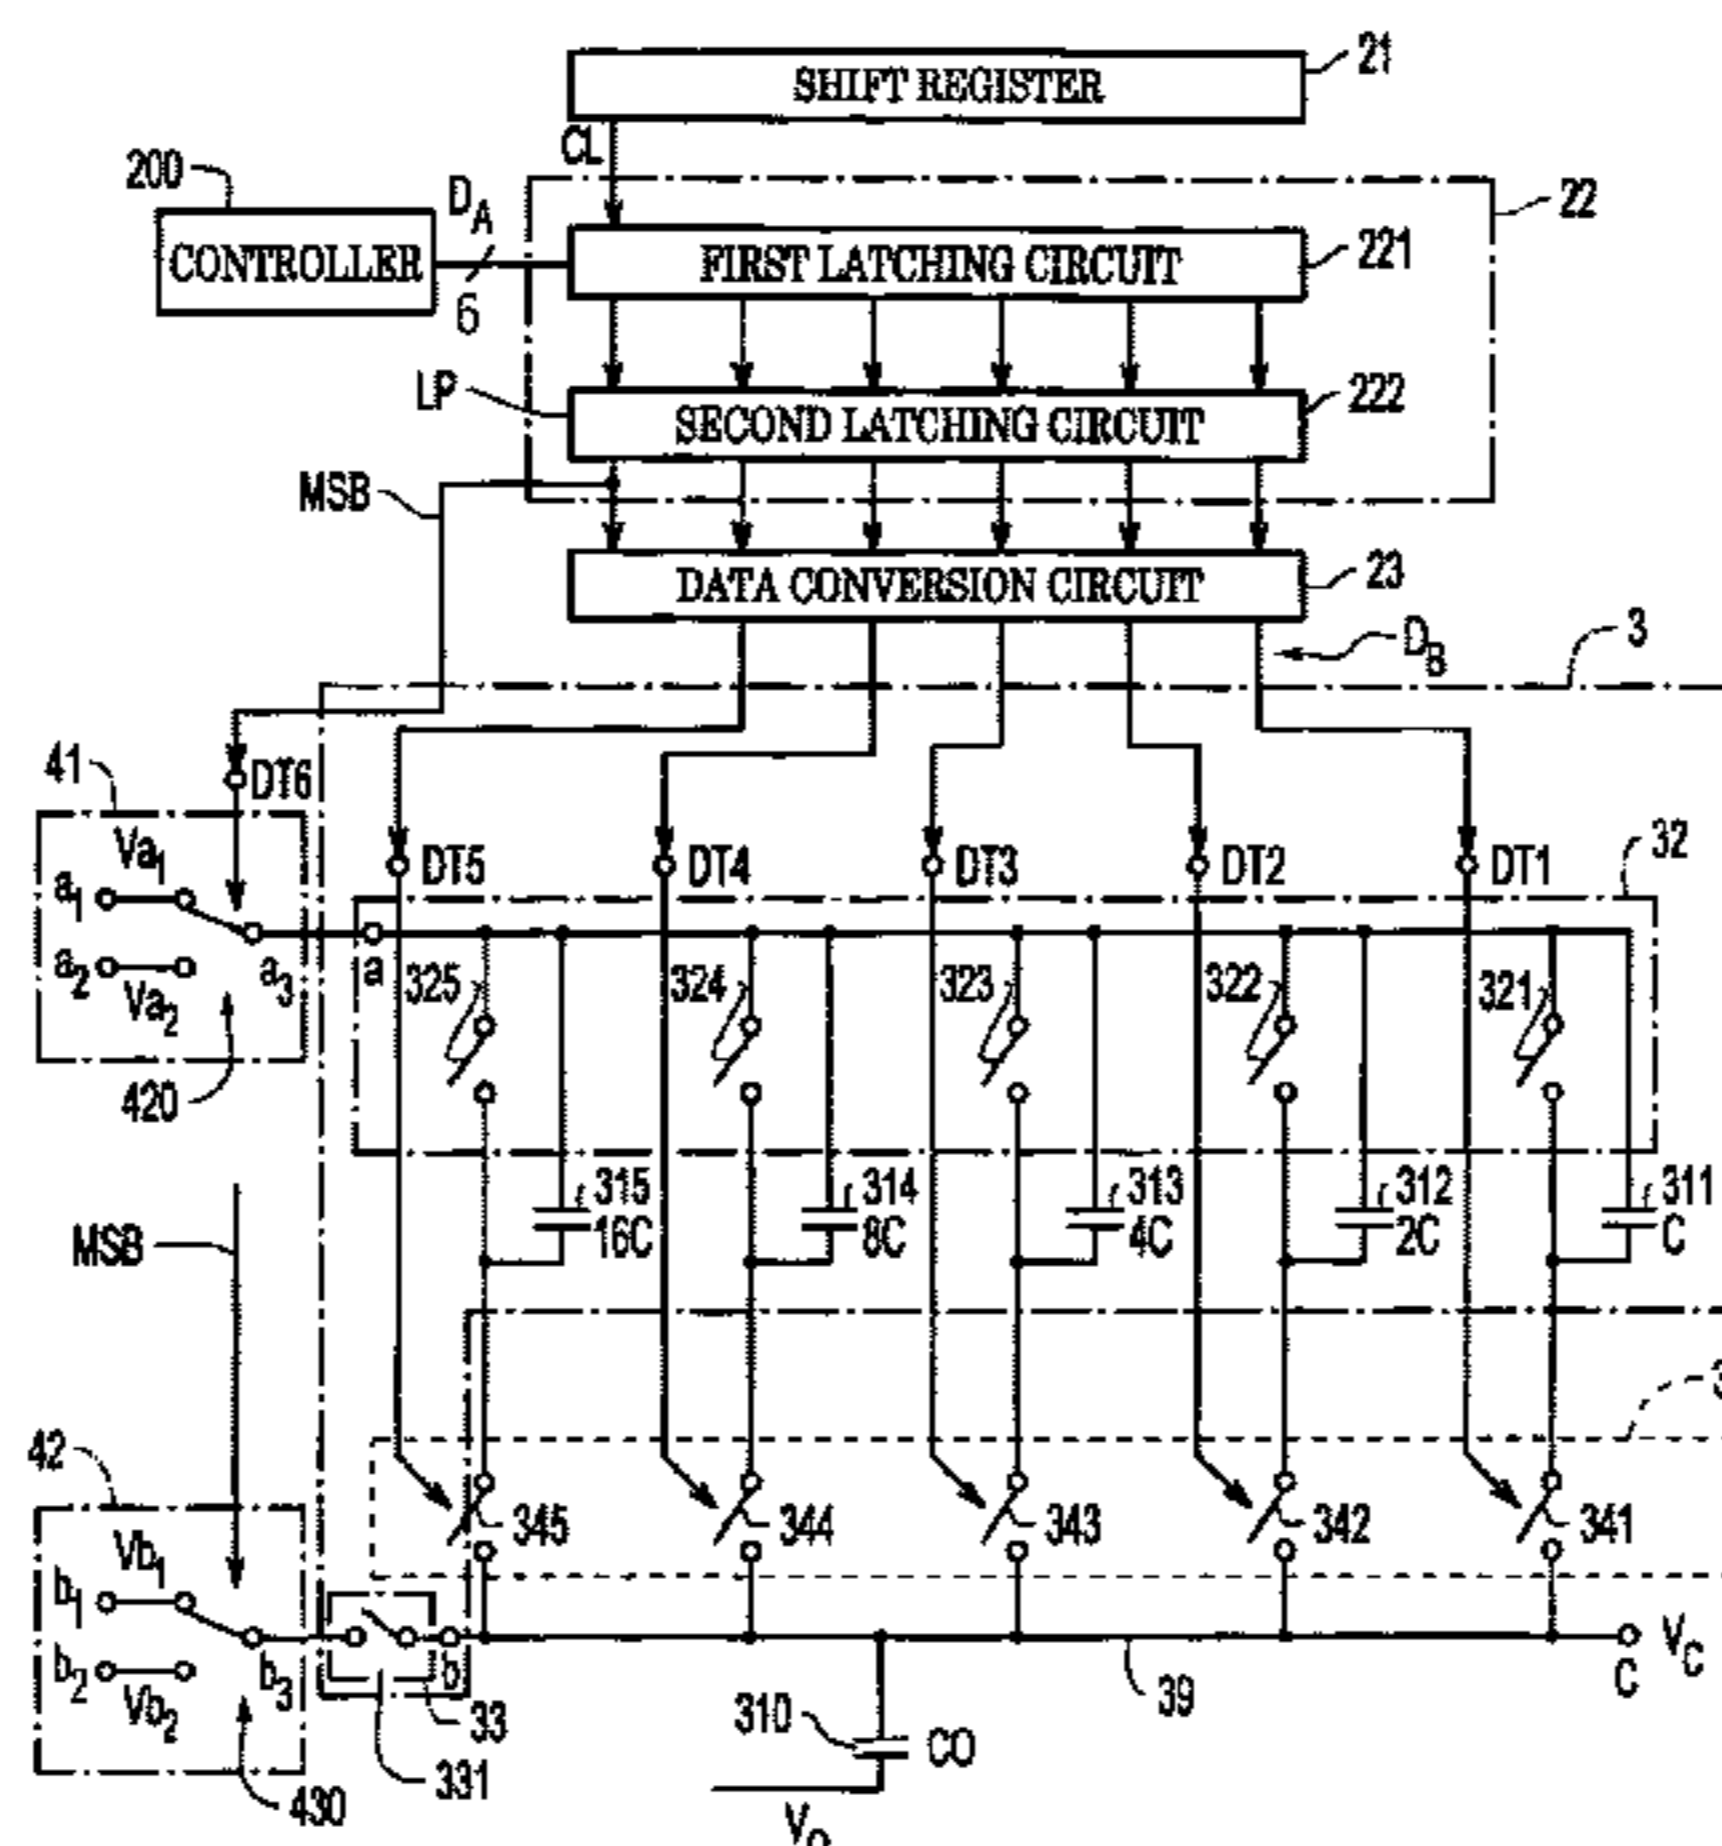 SHIFT REGISTER
21
CL
200
D_A
22
CONTROLLER
6
FIRST LATCHING CIRCUIT
221
LP
SECOND LATCHING CIRCUIT
222
MSB
DATA CONVERSION CIRCUIT
23
D_B
3
41
DT6
Va1
DT5
DT4
DT3
DT2
DT1
32
a1
a2
Va2
a3
a
325
324
323
322
321
420
315
16C
314
8C
313
4C
312
2C
311
C
MSB
3
42
Vb1
345
344
343
342
341
b1
b2
Vb2
b3
b
33
331
430
39
C
VC
310
CO